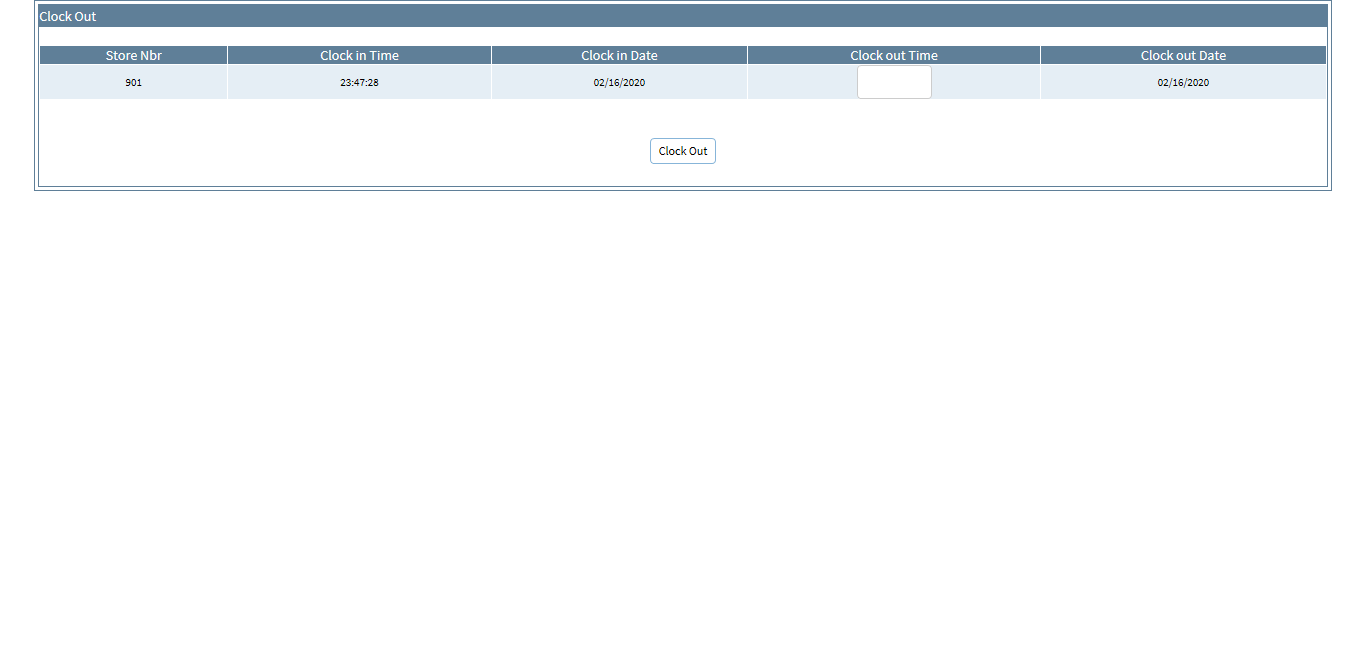 Clock Out
Store Nbr Clock in Time Clock in Date Clock out Time Clock out Date
901 23:47:28 02/16/2020 02/16/2020
Clock Out